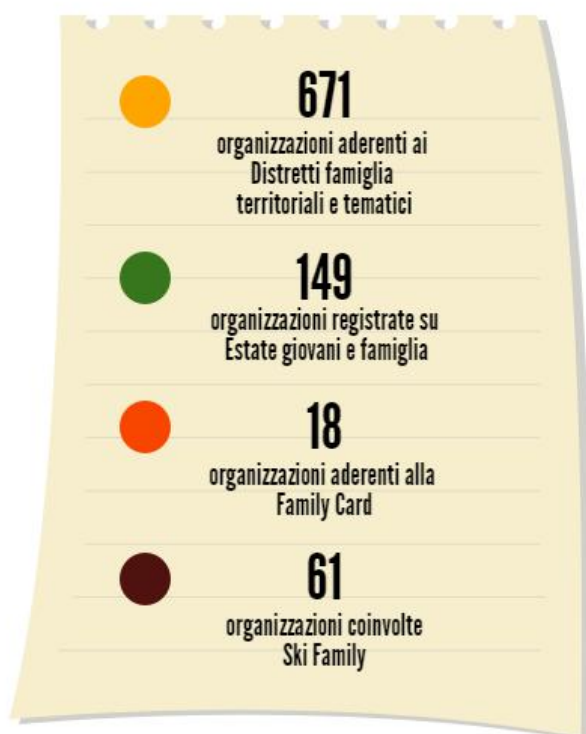 671
organizzazioni aderenti ai
Distretti famiglia
territoriali e tematici
149
organizzazioni registrate su
Estate giovani e famiglia
18
organizzazioni aderenti alla
Family Card
61
organizzazioni coinvolte
Ski Family